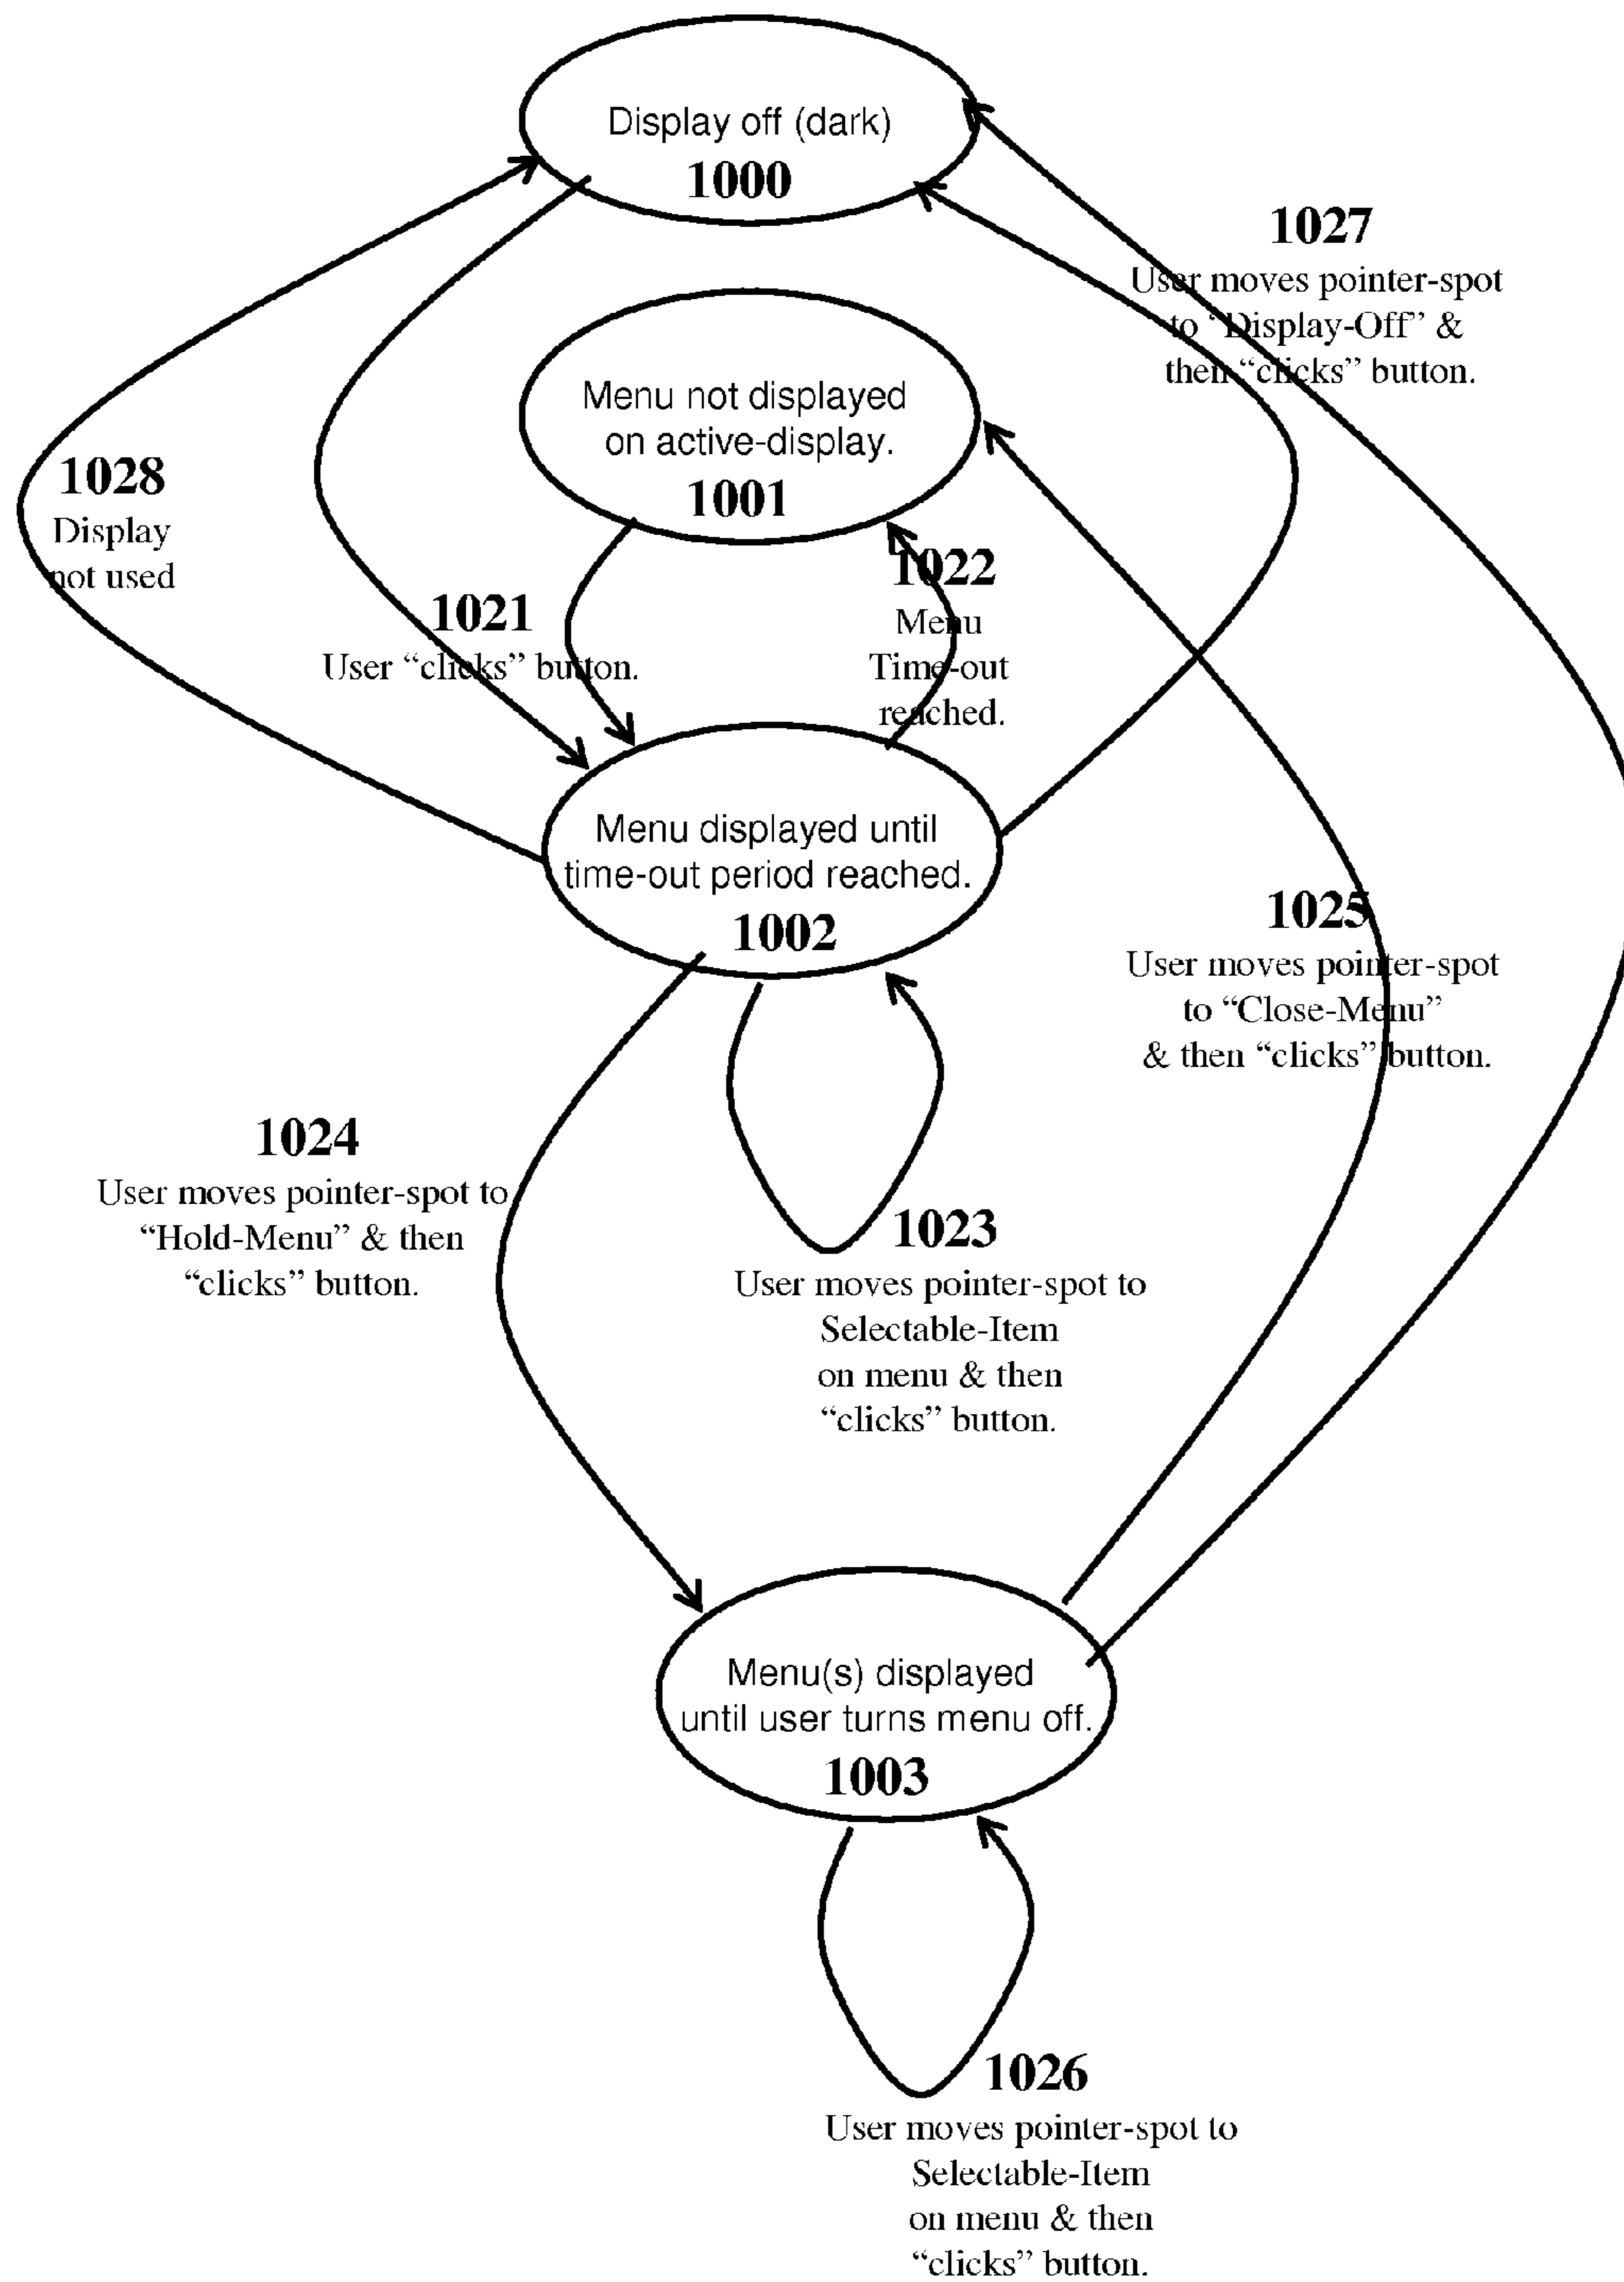 Display off (dark)
1000
1027
User moves pointer-spot
to “Display-Off” &
then “clicks” button.
Menu not displayed
on active-display.
1001
1028
Display
not used
1022
Menu
Time-out
reached.
1021
User “clicks” button.
Menu displayed until
time-out period reached.
1002
1025
User moves pointer-spot
to “Close-Menu”
& then “clicks” button.
1024
User moves pointer-spot to
“Hold-Menu” & then
“clicks” button.
1023
User moves pointer-spot to
Selectable-Item
on menu & then
“clicks” button.
Menu(s) displayed
until user turns menu off.
1003
1026
User moves pointer-spot to
Selectable-Item
on menu & then
“clicks” button.